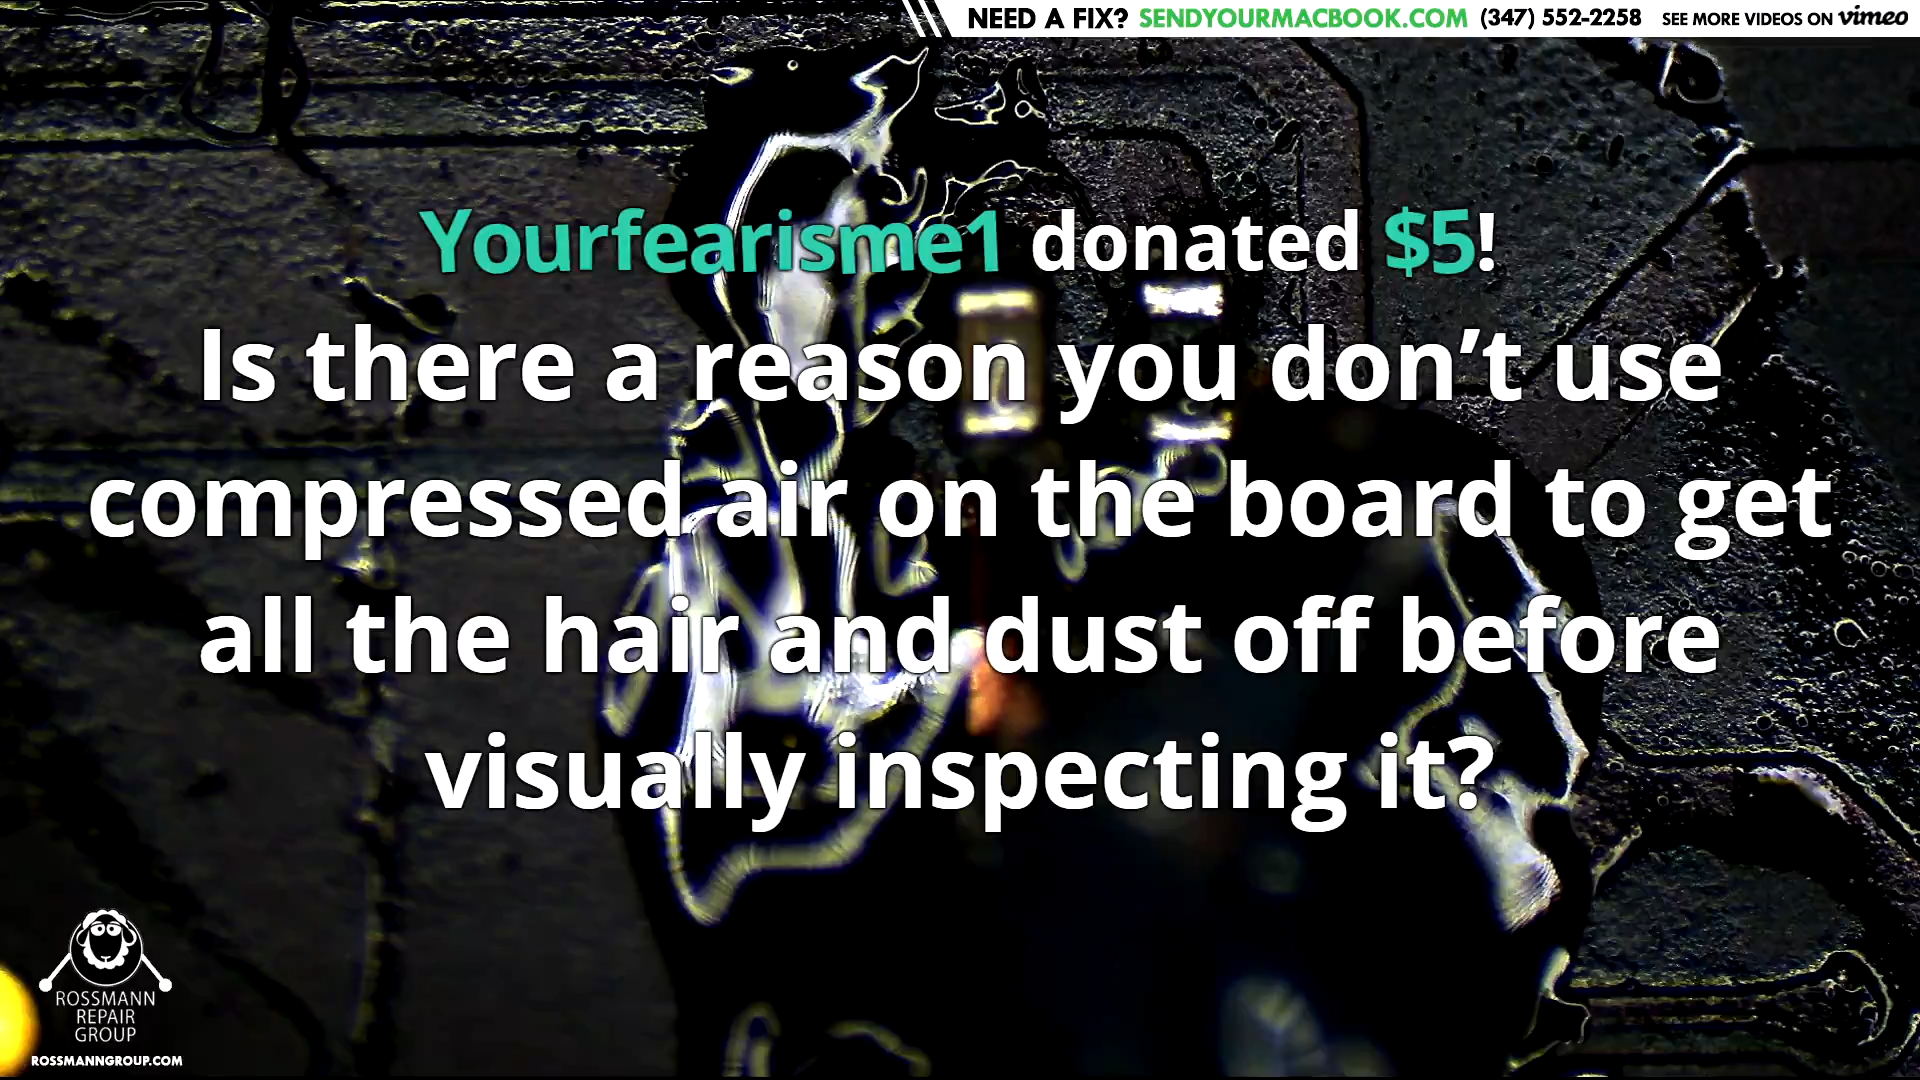 NEED A FIX? SENDYOURMACBOOK.COM (347) 552-2258 SEE MORE VIDEOS ON vimeo
Yourfearisme1 donated $5!
Is there a reason you don’t use
compressed air on the board to get
all the hair and dust off before
visually inspecting it?
ROSSMANN
REPAIR
GROUP
ROSSMANNGROUP.COM